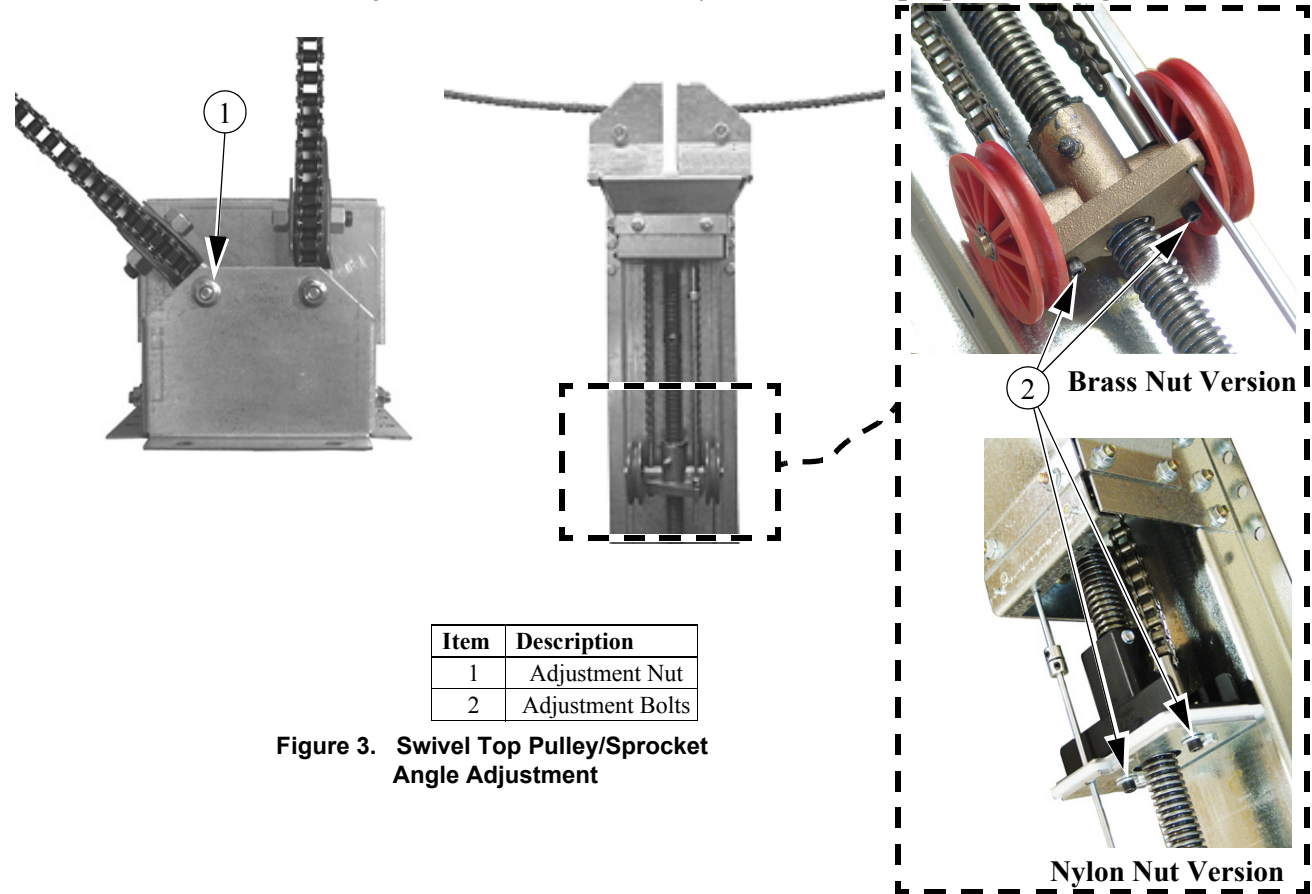 1
Brass Nut Version
2
Item Description
1 Adjustment Nut
2 Adjustment Bolts
Figure 3. Swivel Top Pulley/Sprocket
Angle Adjustment
Nylon Nut Version